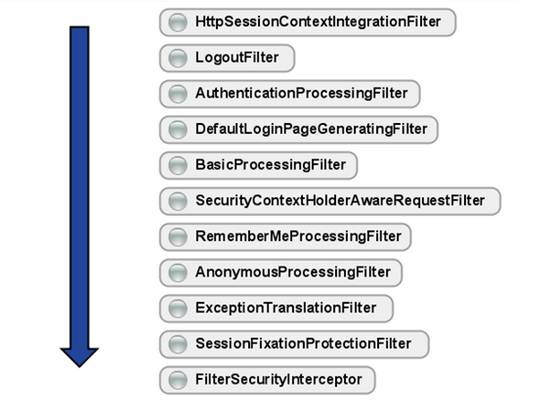 HttpSessionContextIntegrationFilter
LogoutFilter
AuthenticationProcessingFilter
DefaultLoginPageGeneratingFilter
BasicProcessingFilter
SecurityContextHolderAwareRequestFilter
RememberMeProcessingFilter
AnonymousProcessingFilter
ExceptionTranslationFilter
SessionFixationProtectionFilter
FilterSecurityInterceptor